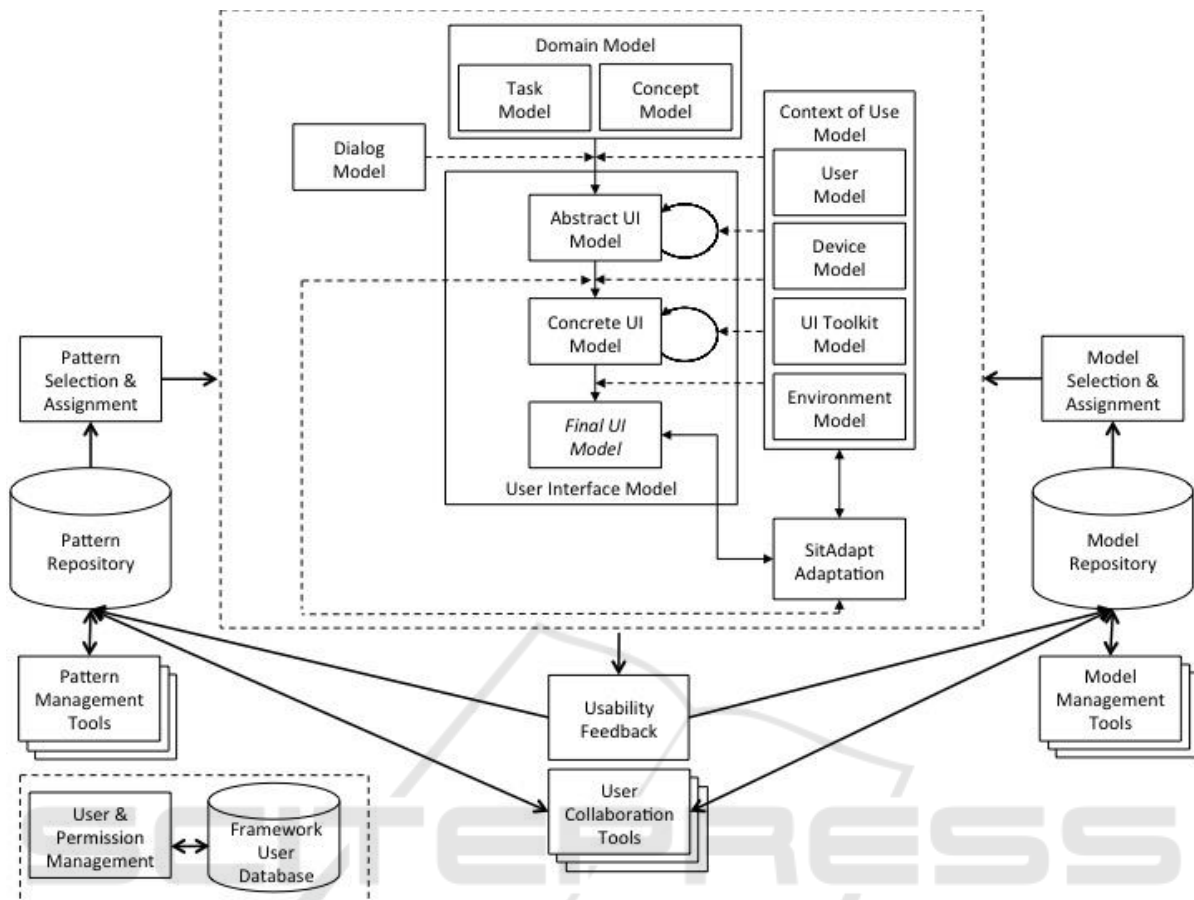 Domain Model
Task
Model
Concept
Model
Context of Use
Model
Dialog
Model
User
Model
Abstract UI
Model
Device
Model
Concrete UI
Model
UI Toolkit
Model
Pattern
Selection &
Assignment
Model
Selection &
Assignment
Environment
Model
Final UI
Model
User Interface Model
Pattern
Repository
SitAdapt
Adaptation
Model
Repository
Pattern
Management
Tools
Usability
Feedback
Model
Management
Tools
User &
Permission
Management
Framework
User
Database
User
Collaboration
Tools
SCITEPRESS